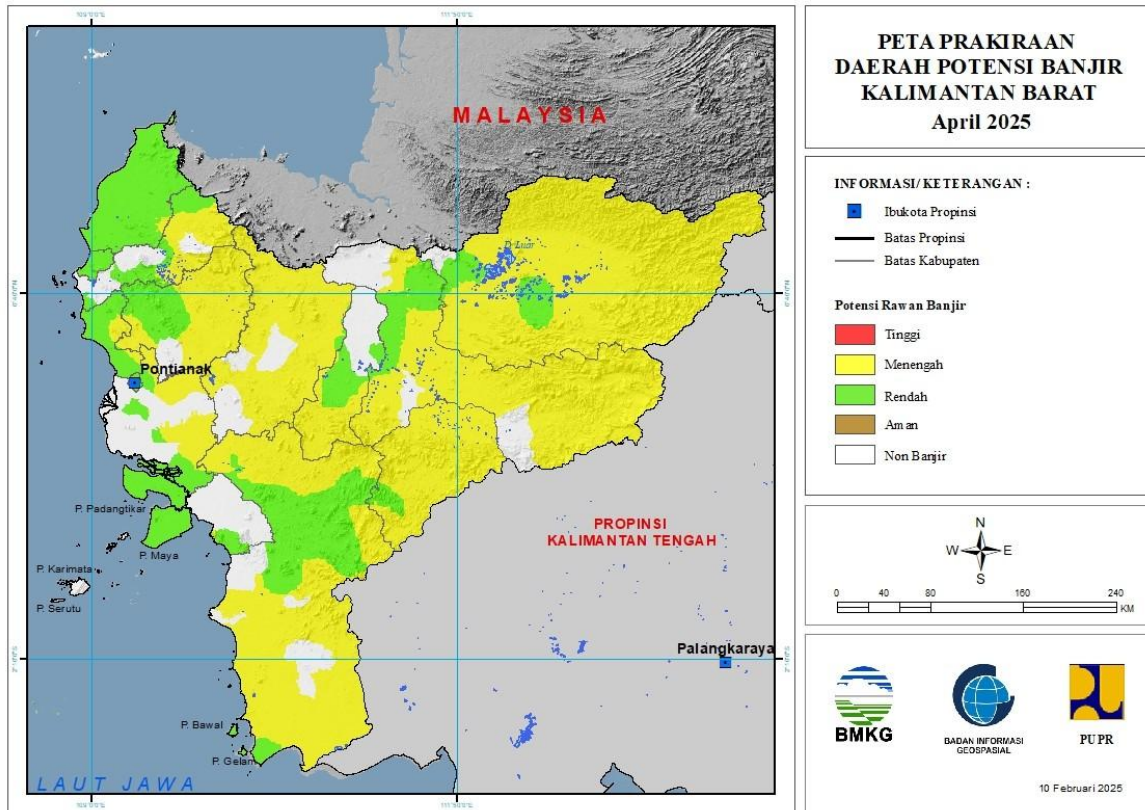 PETA PRAKIRAAN
DAERAH POTENSI BANJIR
KALIMANTAN BARAT
April 2025
INFORMASI/ KETERANGAN :
Ibukota Propinsi
Batas Propinsi
Batas Kabupaten
Potensi Rawan Banjir
Tinggi
Menengah
Rendah
Aman
Non Banjir
N
W E
S
0 40 80 160 240
KM
BMKG
BADAN INFORMASI
GEOSPASIAL
PUPR
10 Februari 2025
MALAYSIA
D. Luar
Pontianak
P. Padangtikar
P. Maya
P. Karimata
P. Serutu
PROPINSI
KALIMANTAN TENGAH
Palangkaraya
P. Bawal
P. Gelam
LAUT JAWA